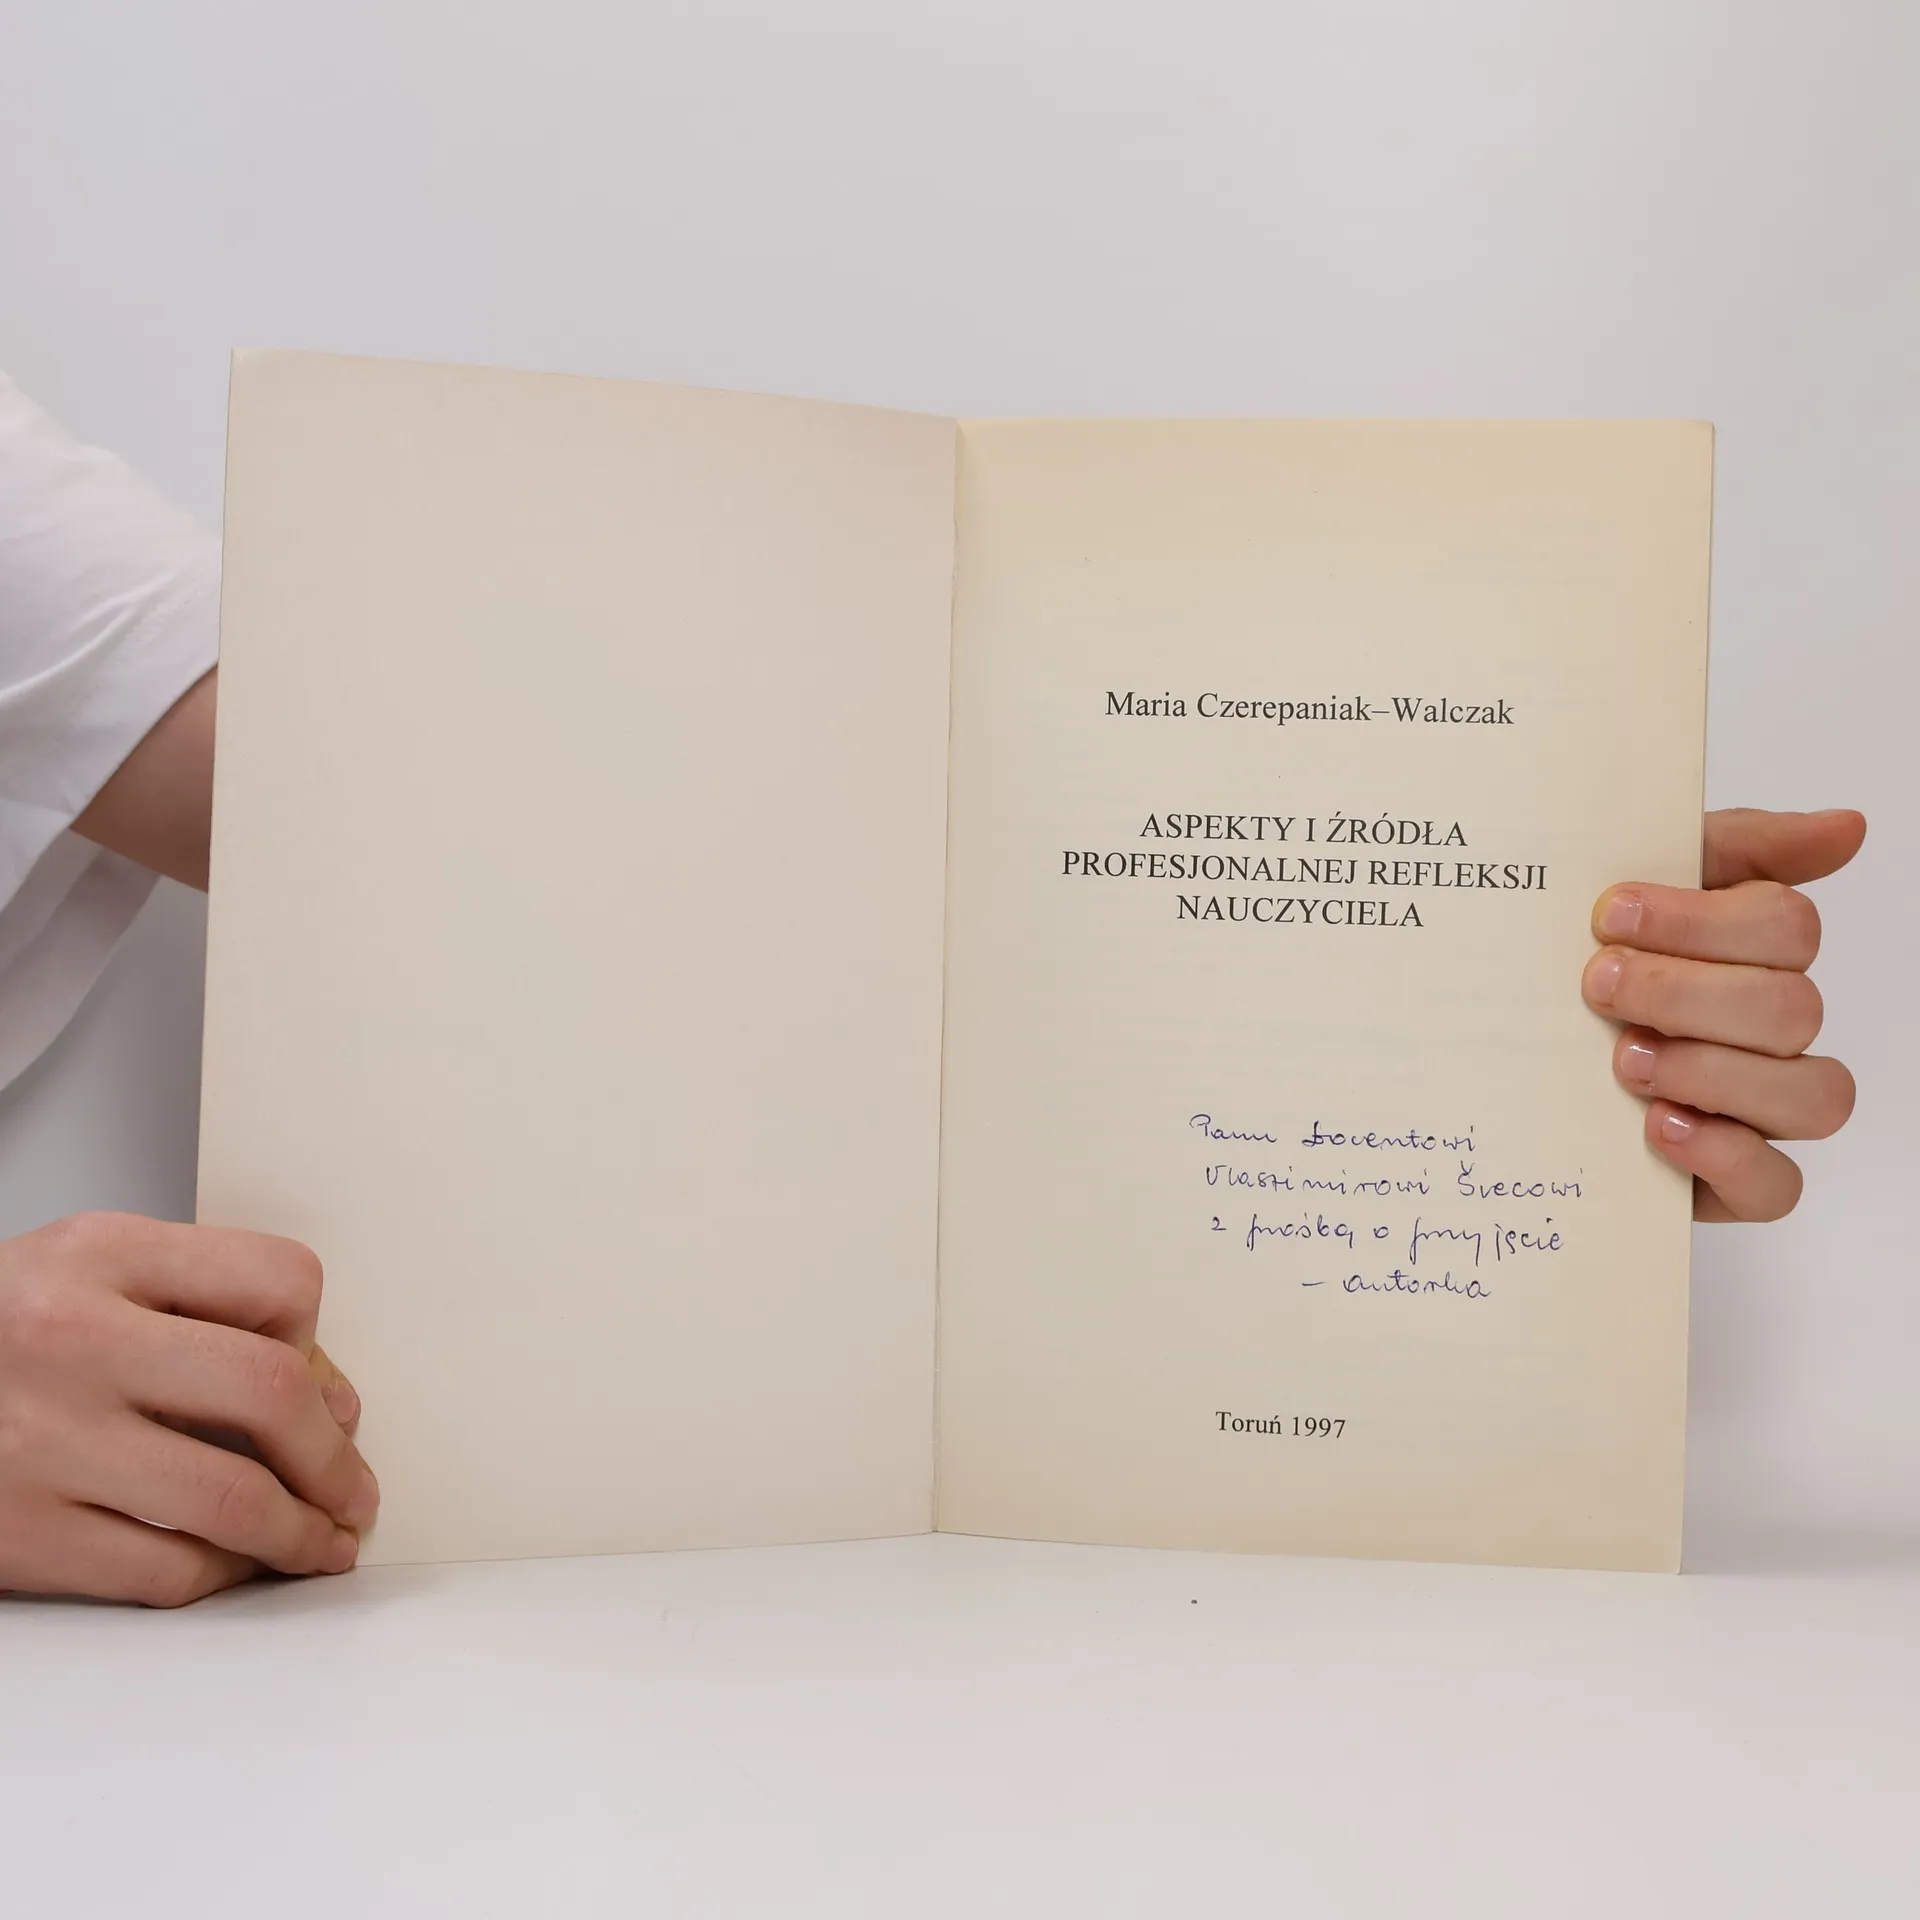 Maria Czerepaniak–Walczak
ASPEKTY I ŹRÓDŁA
PROFESJONALNEJ REFLEKSJI
NAUCZYCIELA
Panu Docentowi
Vlastimirowi Švecowi
z prośbą o przyjęcie
– autorka
Toruń 1997